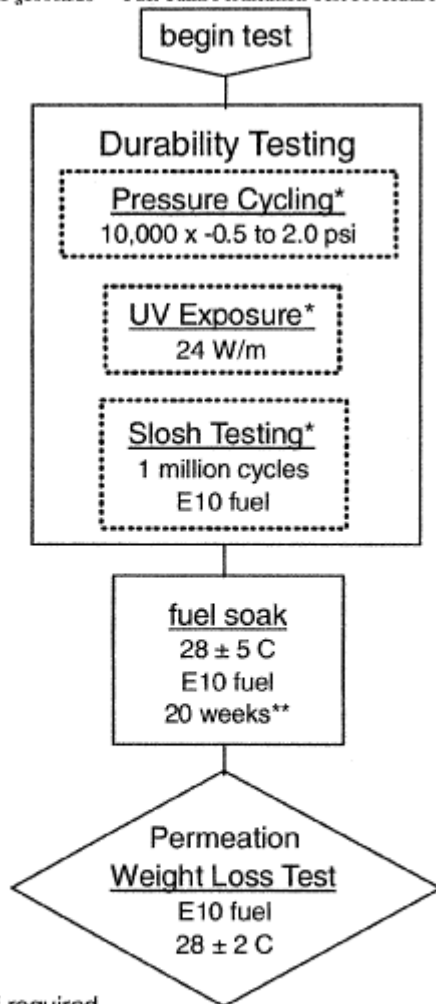 begin test
Durability Testing
Pressure Cycling*
10,000 x -0.5 to 2.0 psi
UV Exposure*
24 W/m
Slosh Testing*
1 million cycles
E10 fuel
fuel soak
28 ± 5 C
E10 fuel
20 weeks**
Permeation
Weight Loss Test
E10 fuel
28 ± 2 C
required